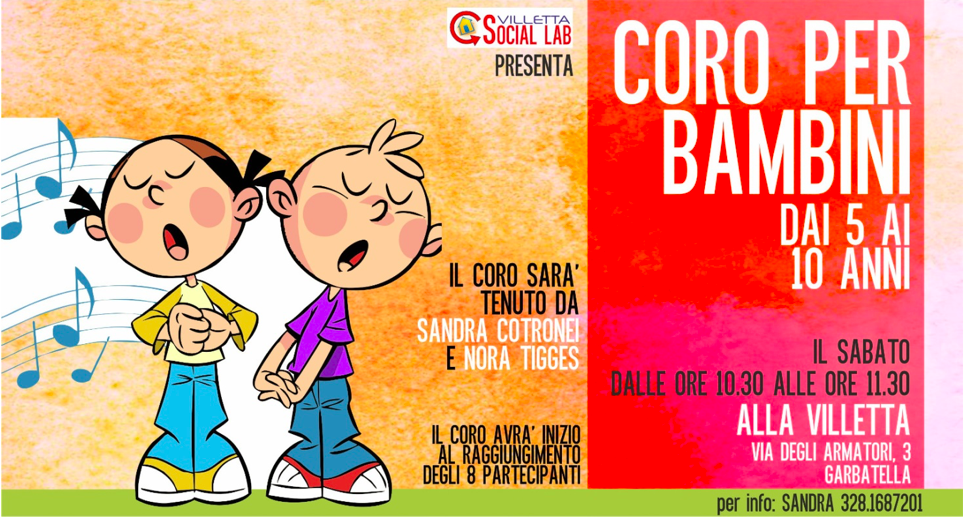 VILLETTA
SOCIAL LAB
PRESENTA
CORO PER
BAMBINI
DAI 5 AI
10 ANNI
IL CORO SARA'
TENUTO DA
SANDRA COTRONEI
E NORA TIGGES
IL CORO AVRA' INIZIO
AL RAGGIUNGIMENTO
DEGLI 8 PARTECIPANTI
IL SABATO
DALLE ORE 10.30 ALLE ORE 11.30
ALLA VILLETTA
VIA DEGLI ARMATORI, 3
GARBATELLA
per info: SANDRA 328.1687201